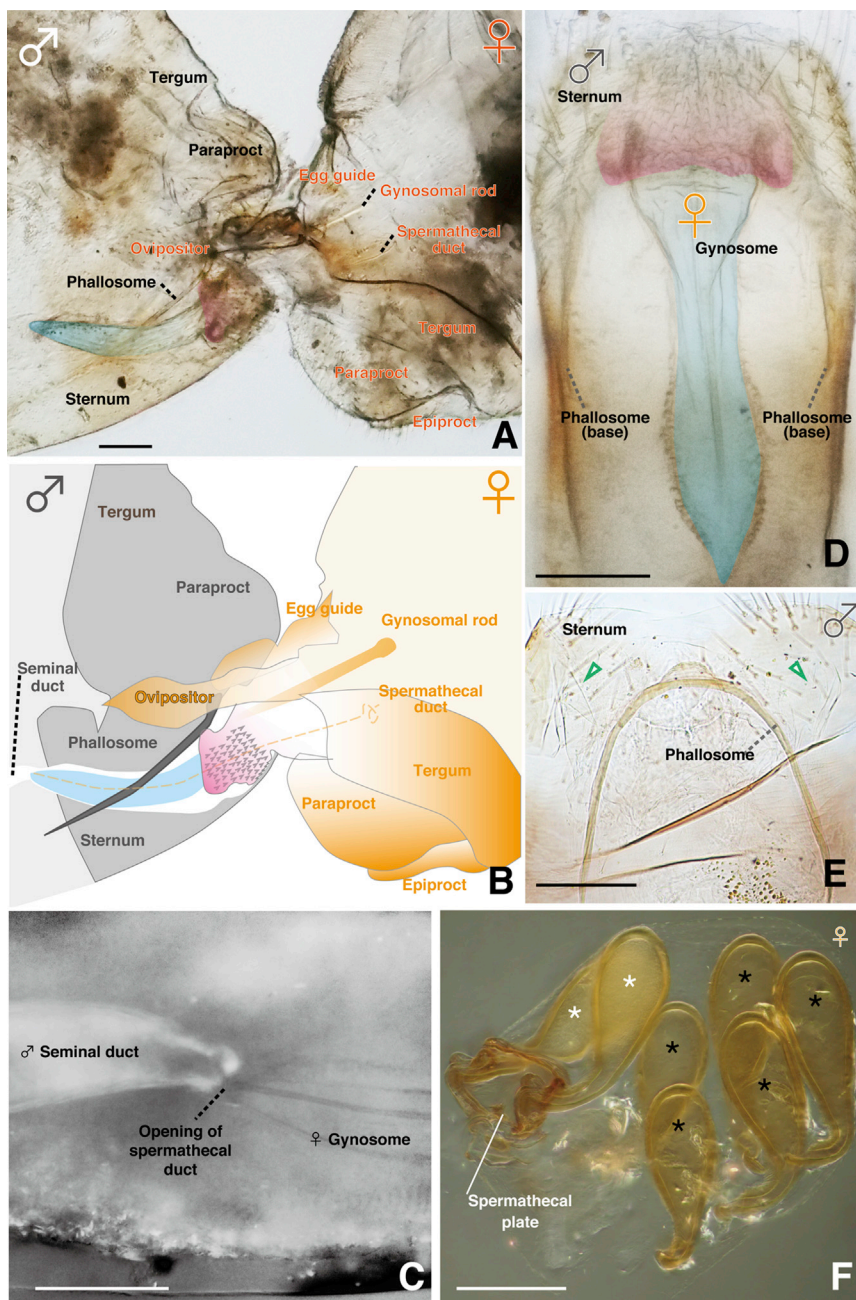 ♂
♀
Tergum
Paraproct
Egg guide
Gynosomal rod
Spermathecal
duct
Ovipositor
Phallosome
Tergum
Paraproct
Sternum
Epiproct
A
♂
♀
Tergum
Paraproct
Egg guide
Gynosomal rod
Seminal
duct
Ovipositor
Spermathecal
duct
Phallosome
Tergum
Paraproct
Sternum
Epiproct
B
♂ Seminal duct
Opening of
spermathecal
duct
♀ Gynosome
C
♂
Sternum
♀
Gynosome
Phallosome
(base)
Phallosome
(base)
D
Sternum
♂
Phallosome
E
♀
*
*
*
*
*
*
*
Spermathecal
plate
F